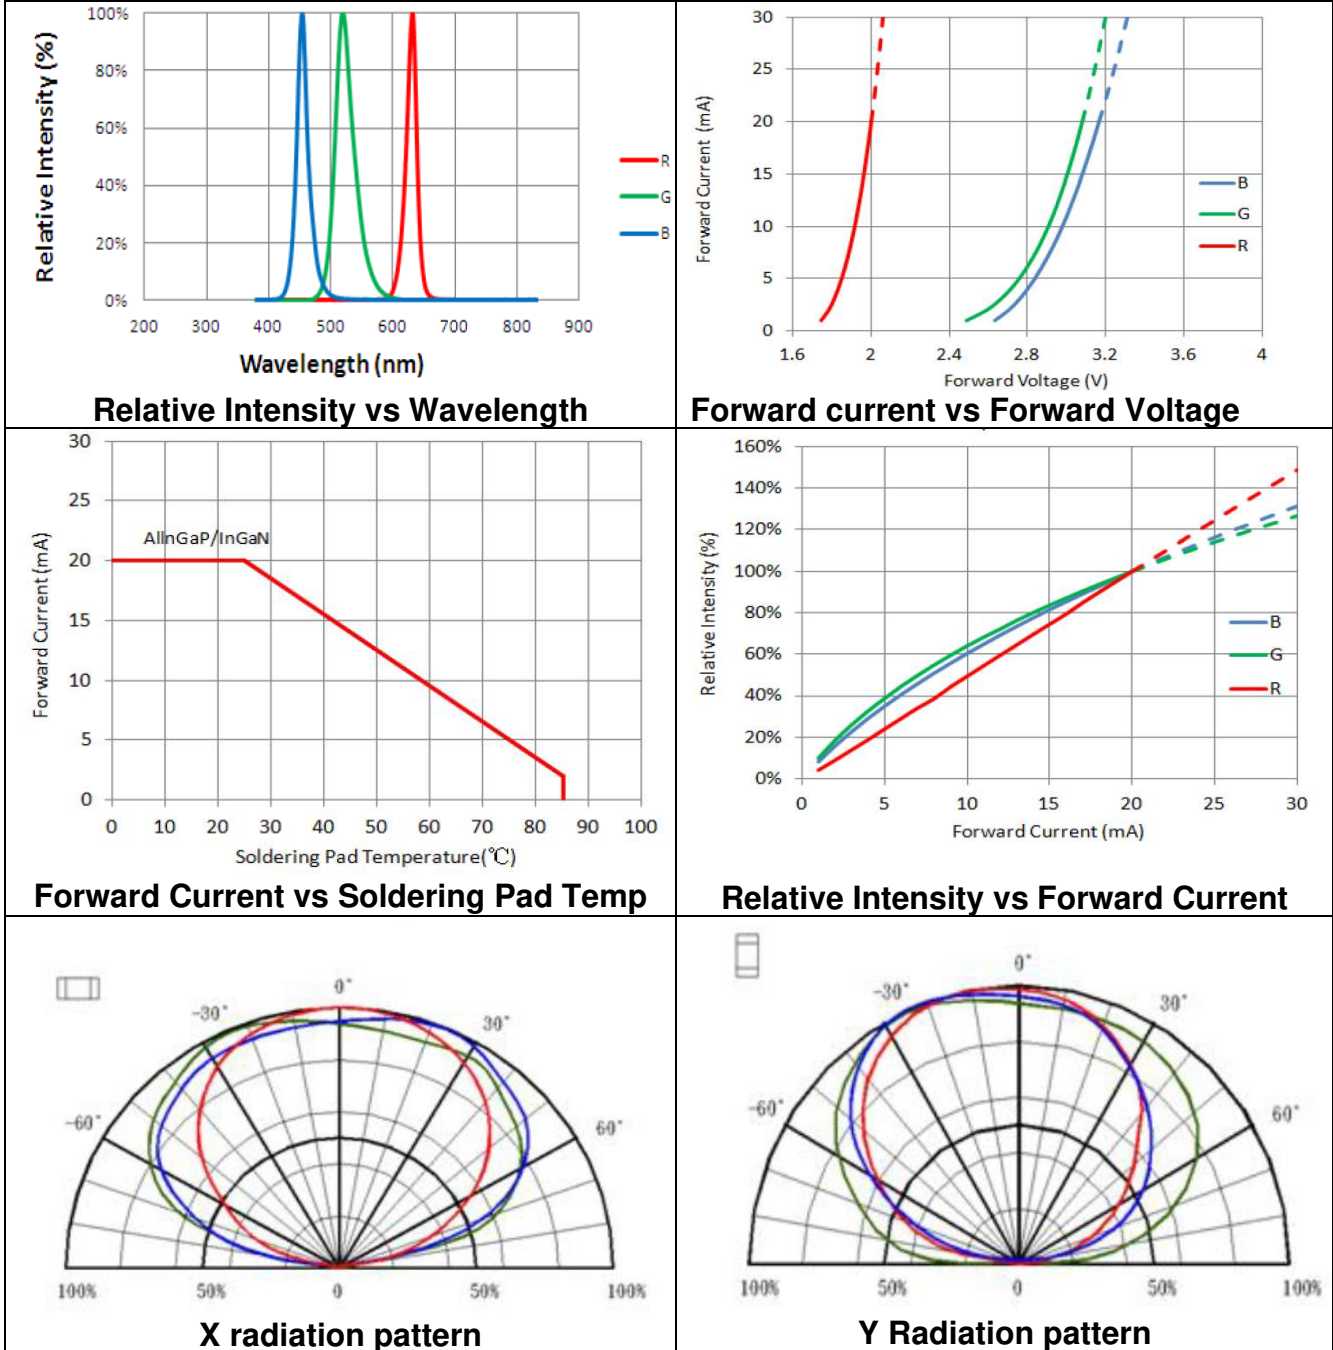 100%
80%
60%
40%
20%
0%
200 300 400 500 600 700 800 900
Relative Intensity (%)
Wavelength (nm)
R
G
B
Relative Intensity vs Wavelength
30
25
20
15
10
5
0
1.6 2 2.4 2.8 3.2 3.6 4
Forward Current (mA)
Forward Voltage (V)
B
G
R
Forward current vs Forward Voltage
30
25
20
15
10
5
0
0 10 20 30 40 50 60 70 80 90 100
AlInGaP/InGaN
Forward Current (mA)
Soldering Pad Temperature(℃)
Forward Current vs Soldering Pad Temp
160%
140%
120%
100%
80%
60%
40%
20%
0%
0 5 10 15 20 25 30
Relative Intensity (%)
Forward Current (mA)
B
G
R
Relative Intensity vs Forward Current
0°
-30° 30°
-60° 60°
100% 50% 0 50% 100%
X radiation pattern
0°
-30° 30°
-60° 60°
100% 50% 0 50% 100%
Y Radiation pattern